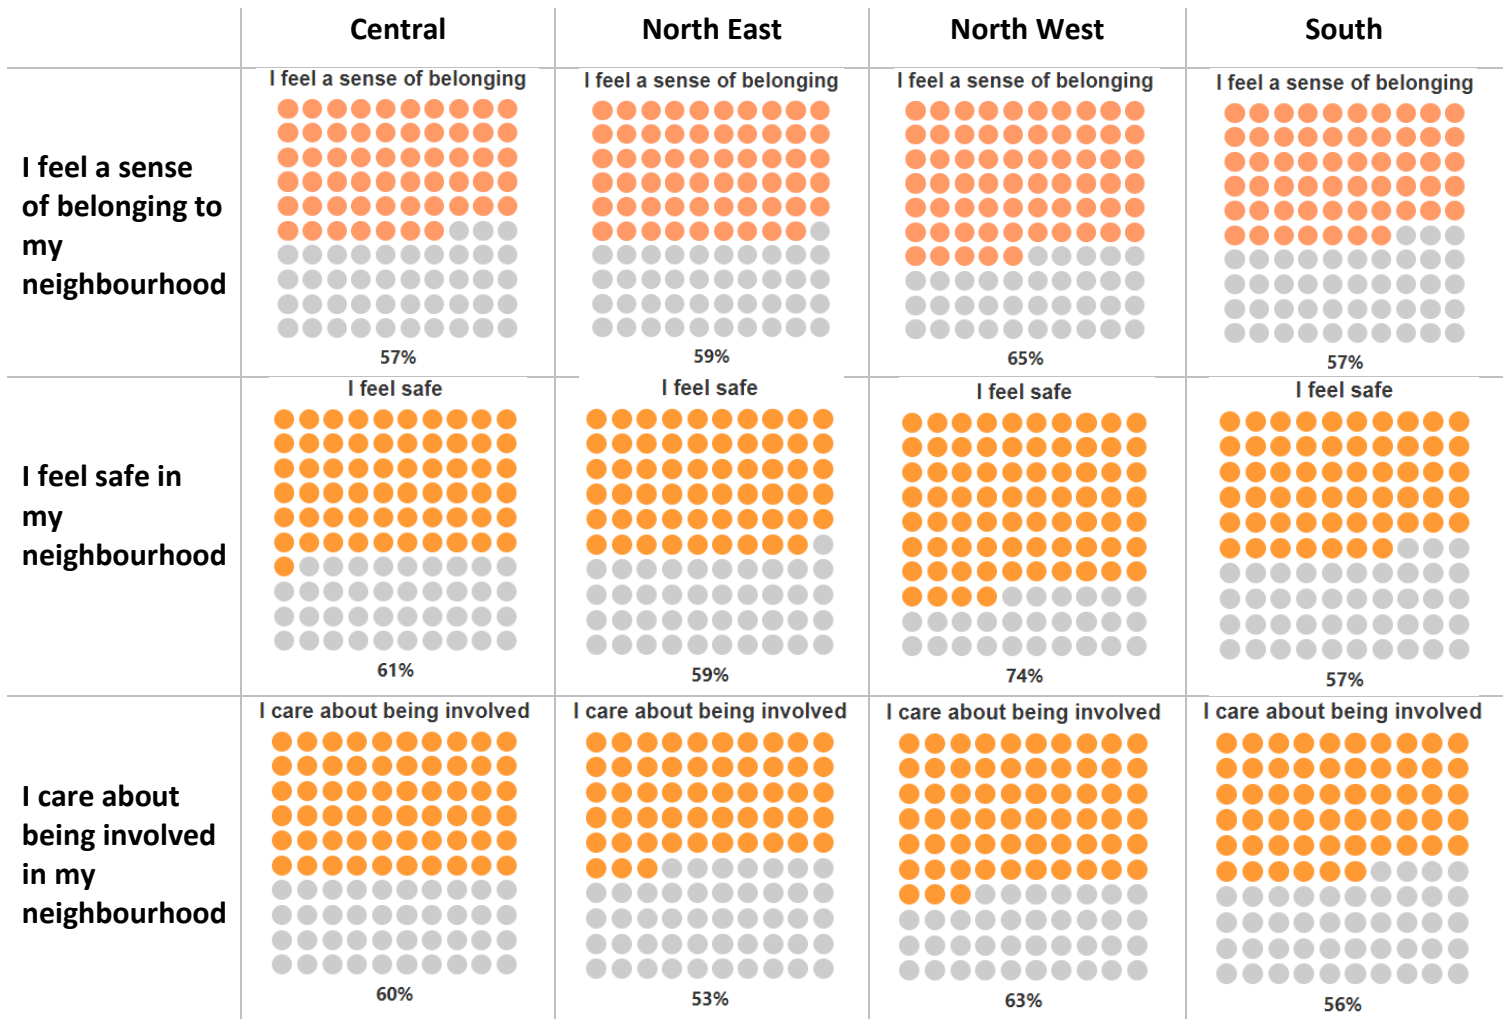 Central
North East
North West
South
I feel a sense
of belonging to
my
neighbourhood
I feel a sense of belonging
57%
I feel a sense of belonging
59%
I feel a sense of belonging
65%
I feel a sense of belonging
57%
I feel safe in
my
neighbourhood
I feel safe
61%
I feel safe
59%
I feel safe
74%
I feel safe
57%
I care about
being involved
in my
neighbourhood
I care about being involved
60%
I care about being involved
53%
I care about being involved
63%
I care about being involved
56%